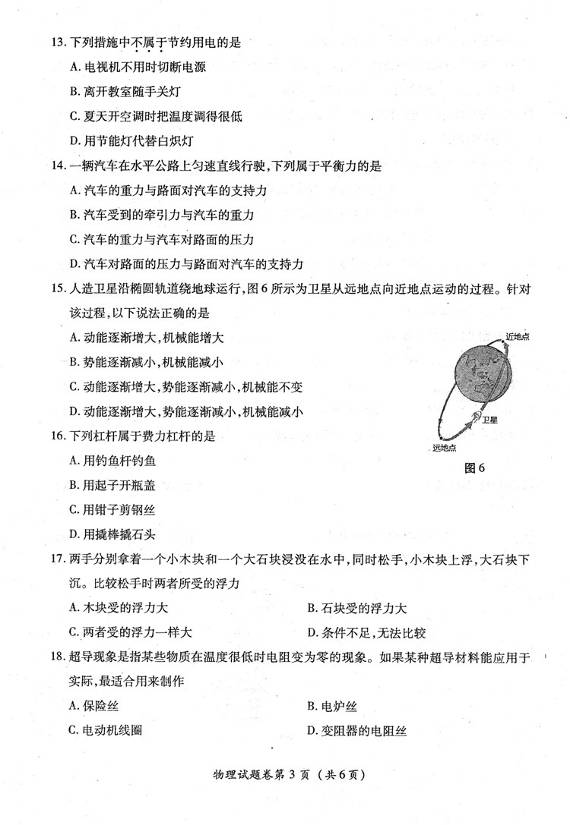 13. 下列措施中不属于节约用电的是
A. 电视机不用时切断电源
B. 离开教室随手关灯
C. 夏天开空调时把温度调得很低
D. 用节能灯代替白炽灯
14. 一辆汽车在水平公路上匀速直线行驶,下列属于平衡力的是
A. 汽车的重力与路面对汽车的支持力
B. 汽车受到的牵引力与汽车的重力
C. 汽车的重力与汽车对路面的压力
D. 汽车对路面的压力与路面对汽车的支持力
15. 人造卫星沿椭圆轨道绕地球运行,图6所示为卫星从远地点向近地点运动的过程。针对
该过程,以下说法正确的是
A. 动能逐渐增大,机械能增大
B. 势能逐渐减小,机械能减小
C. 动能逐渐增大,势能逐渐减小,机械能不变
D. 动能逐渐增大,势能逐渐减小,机械能减小
近地点
卫星
远地点
图6
16. 下列杠杆属于费力杠杆的是
A. 用钓鱼杆钓鱼
B. 用起子开瓶盖
C. 用钳子剪钢丝
D. 用撬棒撬石头
17. 两手分别拿着一个小木块和一个大石块浸没在水中,同时松手,小木块上浮,大石块下
沉。比较松手时两者所受的浮力
A. 木块受的浮力大 B. 石块受的浮力大
C. 两者受的浮力一样大 D. 条件不足,无法比较
18. 超导现象是指某些物质在温度很低时电阻变为零的现象。如果某种超导材料能应用于
实际,最适合用来制作
A. 保险丝 B. 电炉丝
C. 电动机线圈 D. 变阻器的电阻丝
物理试题卷第3页(共6页)